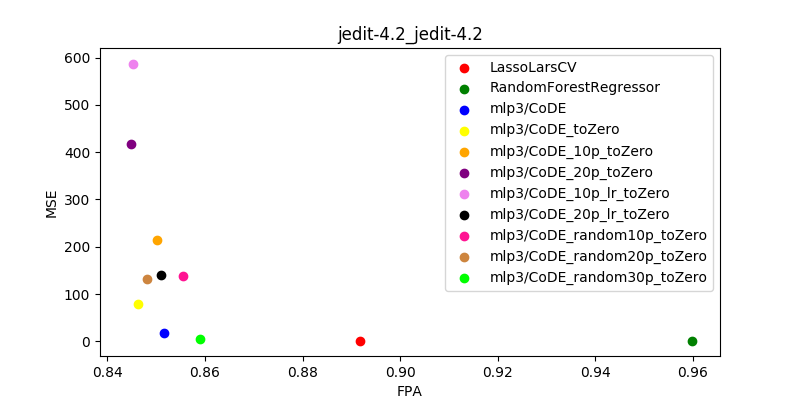 jedit-4.2_jedit-4.2
600
500
400
300
200
100
0
MSE
0.84
0.86
0.88
0.90
0.92
0.94
0.96
FPA
LassoLarsCV
RandomForestRegressor
mlp3/CoDE
mlp3/CoDE_toZero
mlp3/CoDE_10p_toZero
mlp3/CoDE_20p_toZero
mlp3/CoDE_10p_lr_toZero
mlp3/CoDE_20p_lr_toZero
mlp3/CoDE_random10p_toZero
mlp3/CoDE_random20p_toZero
mlp3/CoDE_random30p_toZero